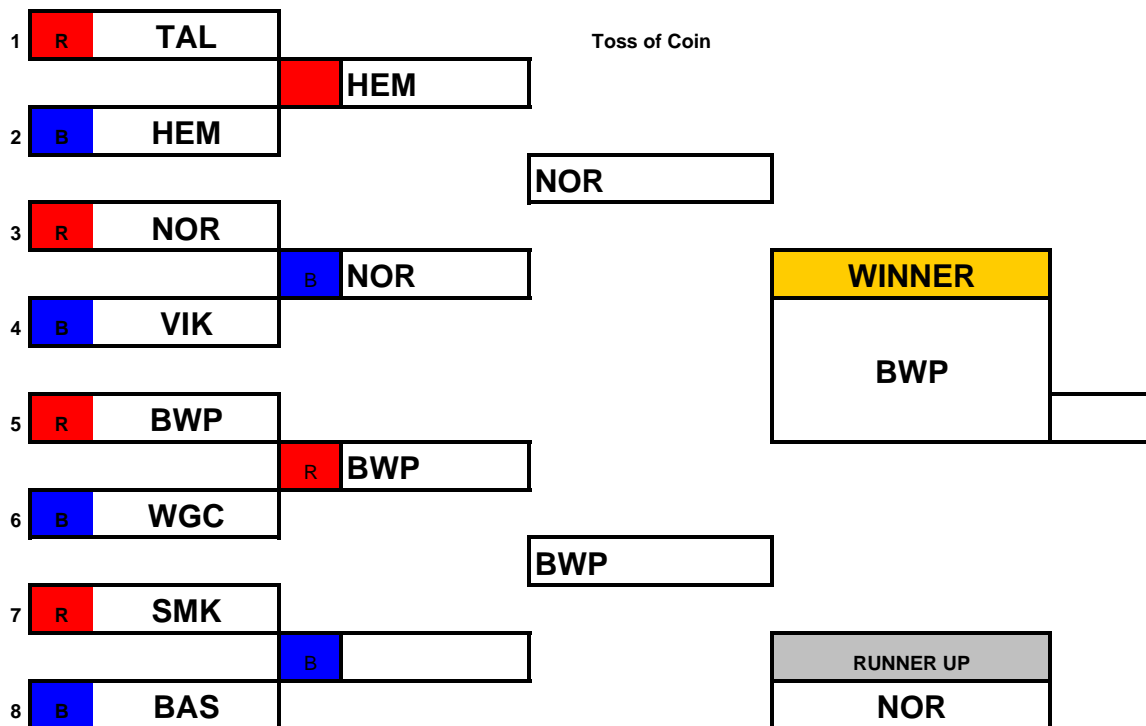 1 R TAL
Toss of Coin
HEM
2 B HEM
NOR
3 R NOR
B NOR
WINNER
4 B VIK
BWP
5 R BWP
R BWP
6 B WGC
BWP
7 R SMK
B
RUNNER UP
8 B BAS
NOR